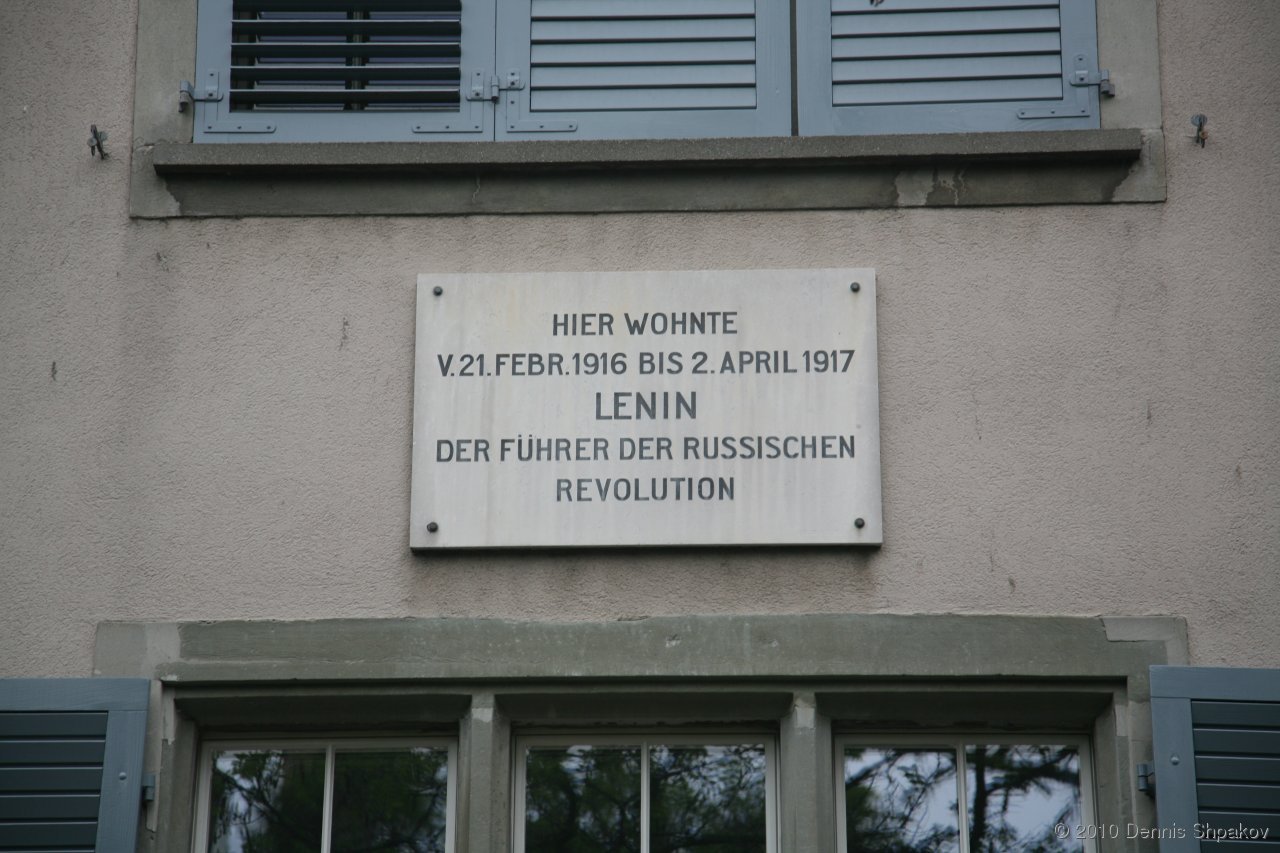 HIER WOHNTE
V.21.FEBR.1916 BIS 2.APRIL 1917
LENIN
DER FÜHRER DER RUSSISCHEN
REVOLUTION
© 2010 Dennis Shpakov